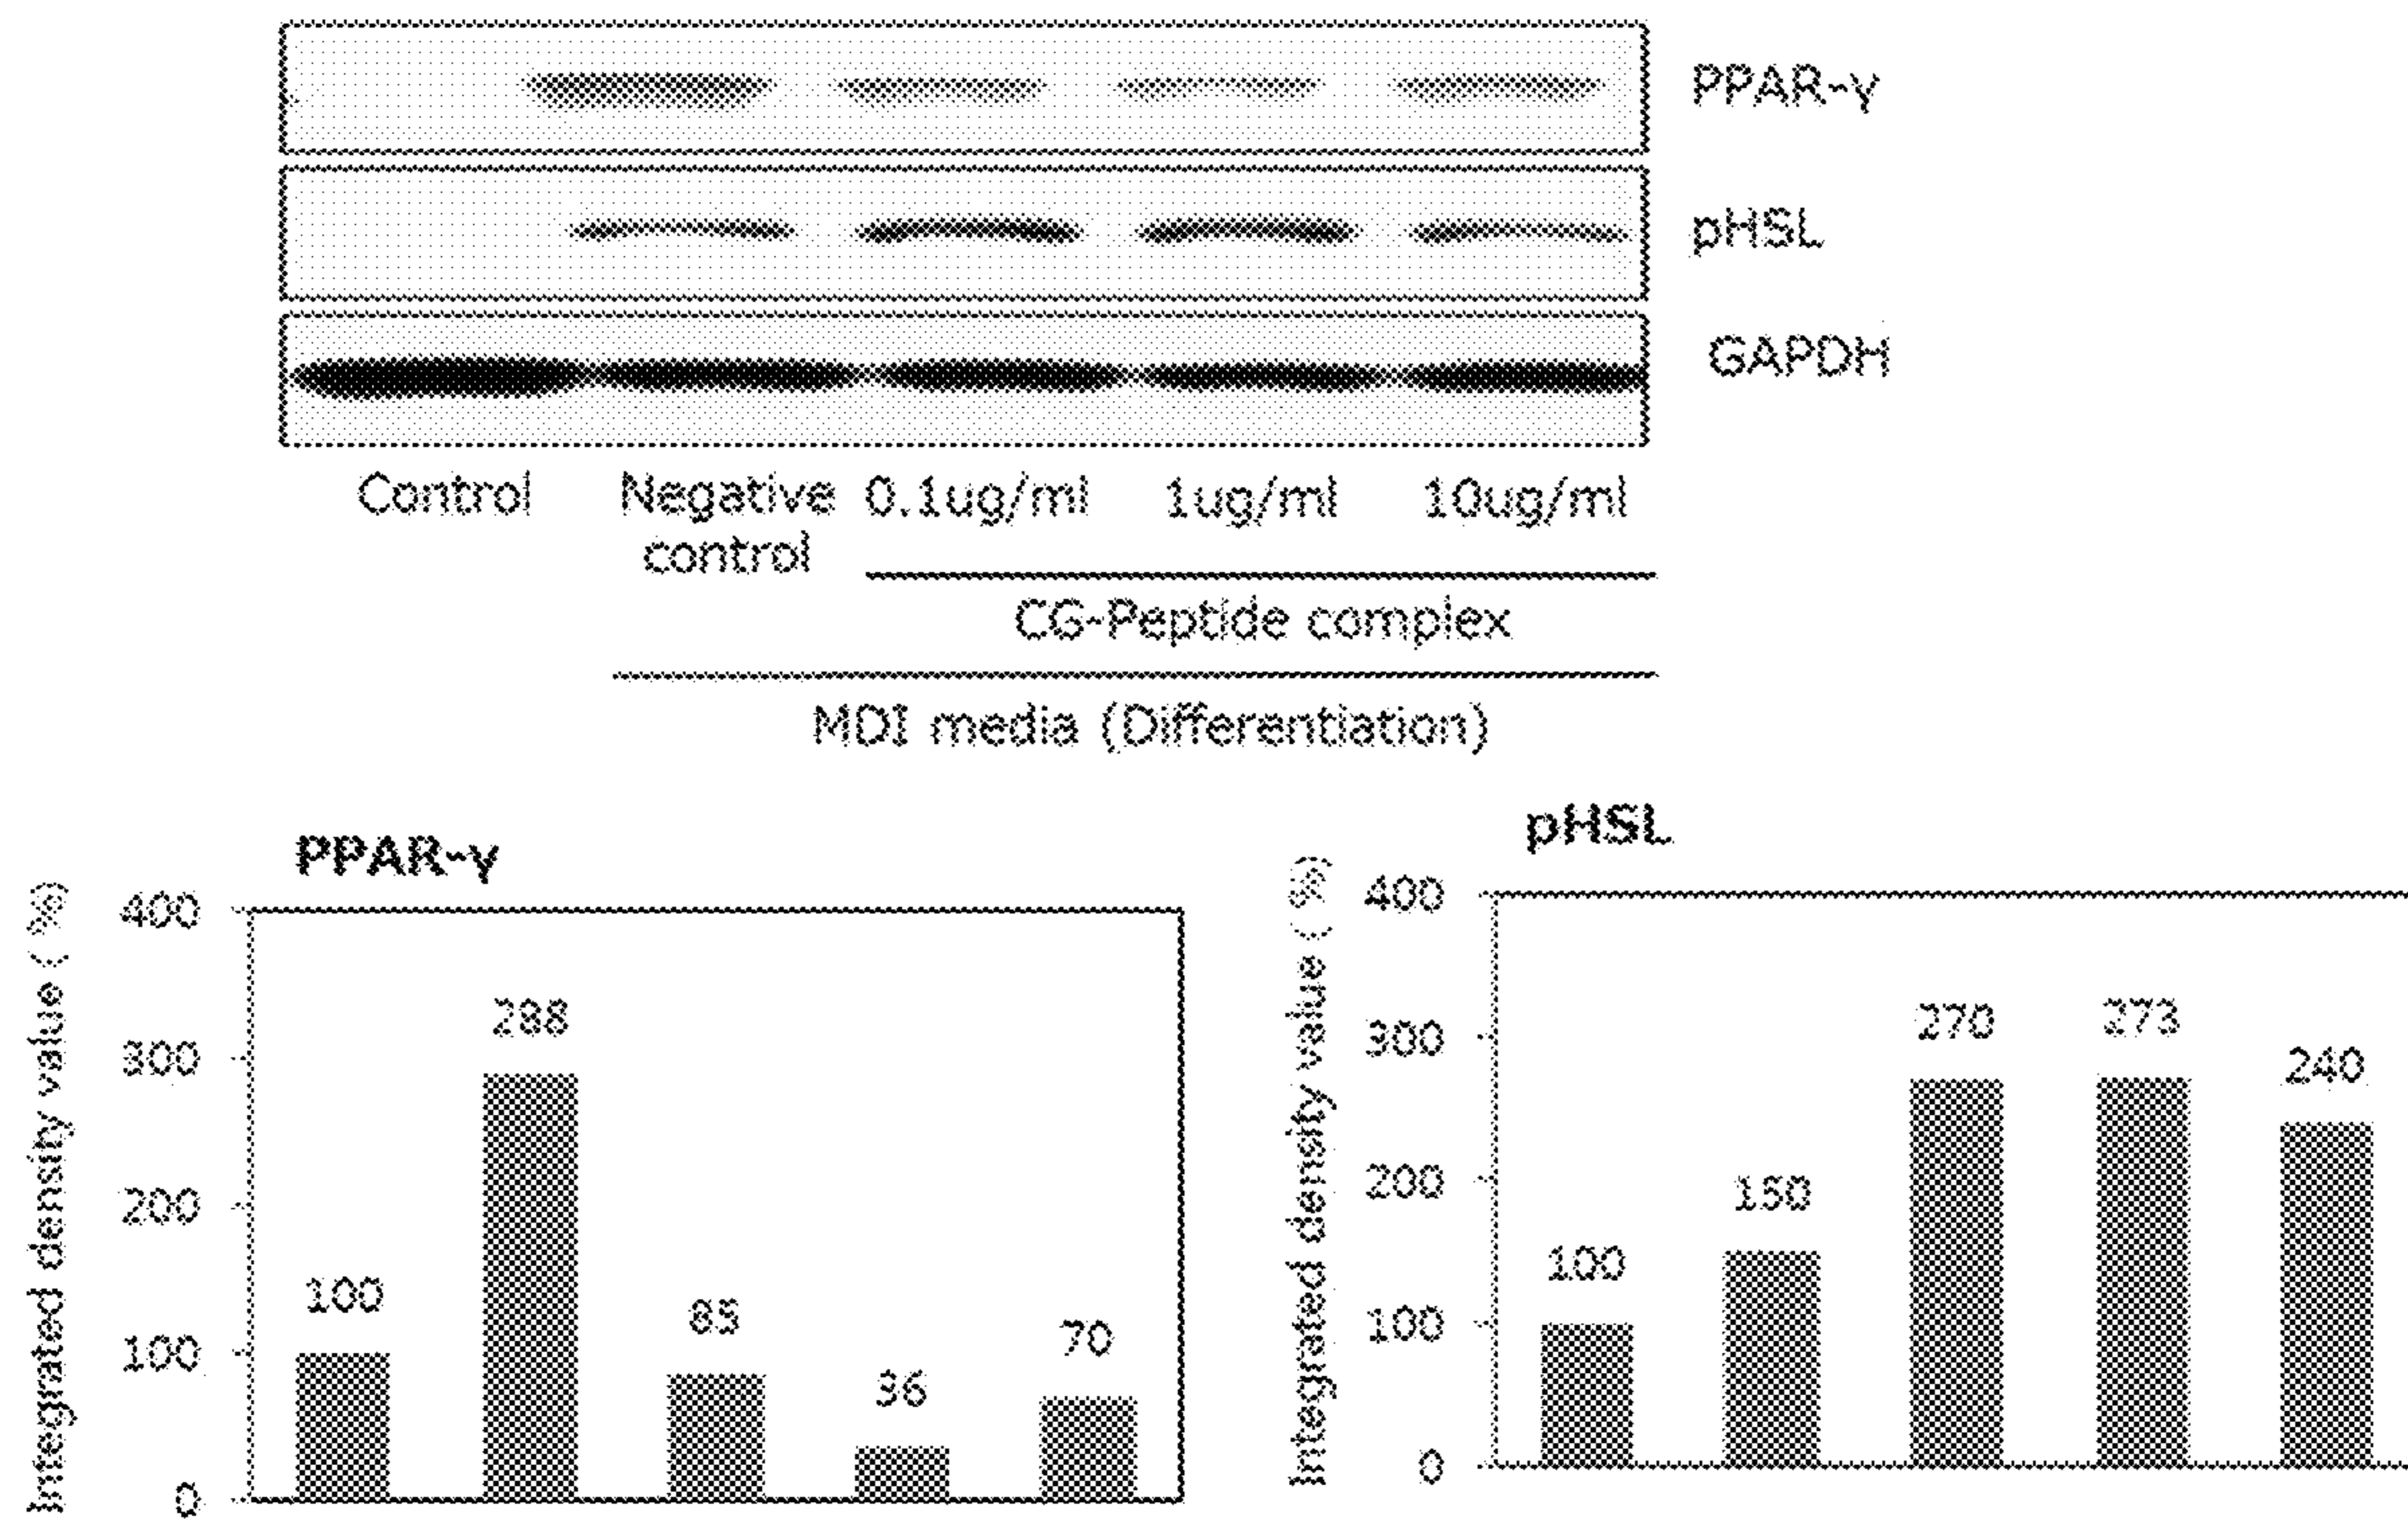 PPAR-γ
pHSL
GAPDH
Control Negative control 0.1ug/ml 1ug/ml 10ug/ml
CG-Peptide complex
MDI media (Differentiation)
PPAR-γ
Integrated density value ( %)
400
300
200
100
0
100
288
85
36
70
pHSL
Integrated density value ( %)
400
300
200
100
0
100
150
270
273
240